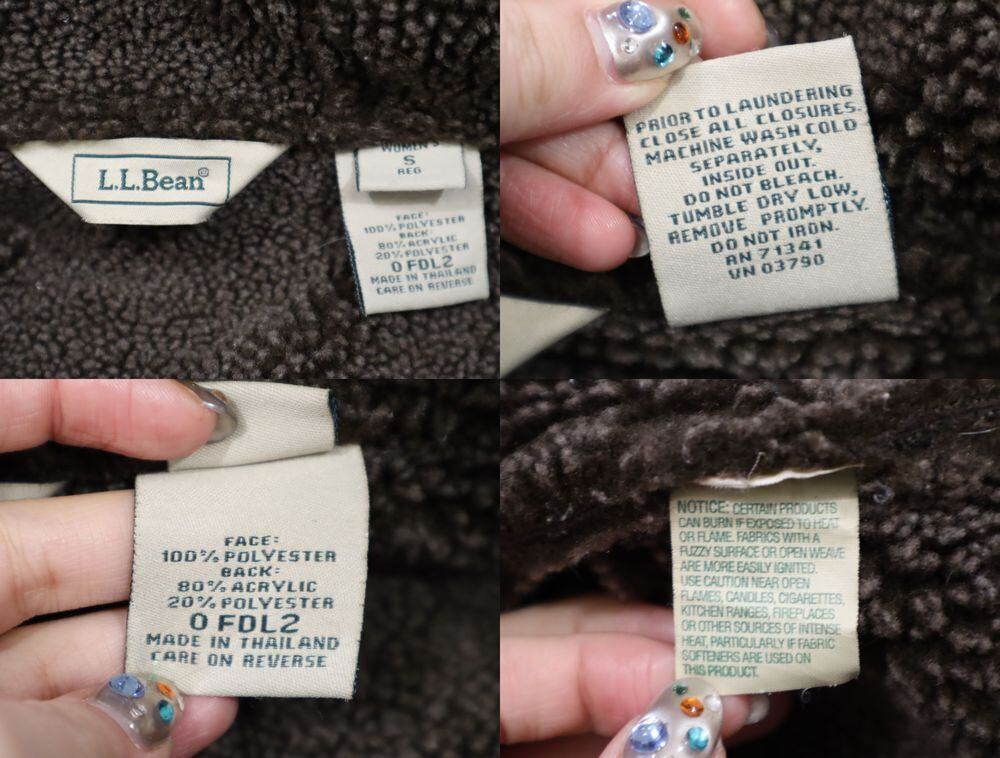 L.L.Bean®
WOMEN'S
S
REG
FACE:
100% POLYESTER
BACK:
80% ACRYLIC
20% POLYESTER
0 FDL2
MADE IN THAILAND
CARE ON REVERSE
PRIOR TO LAUNDERING
CLOSE ALL CLOSURES.
MACHINE WASH COLD
SEPARATELY,
INSIDE OUT.
DO NOT BLEACH.
TUMBLE DRY LOW,
REMOVE PROMPTLY.
DO NOT IRON.
RN 71341
VN 03790
FACE:
100% POLYESTER
BACK:
80% ACRYLIC
20% POLYESTER
0 FDL2
MADE IN THAILAND
CARE ON REVERSE
NOTICE: CERTAIN PRODUCTS
CAN BURN IF EXPOSED TO HEAT
OR FLAME. FABRICS WITH A
FUZZY SURFACE OR OPEN WEAVE
ARE MORE EASILY IGNITED.
USE CAUTION NEAR OPEN
FLAMES, CANDLES, CIGARETTES,
KITCHEN RANGES, FIREPLACES
OR OTHER SOURCES OF INTENSE
HEAT, PARTICULARLY IF FABRIC
SOFTENERS ARE USED ON
THIS PRODUCT.